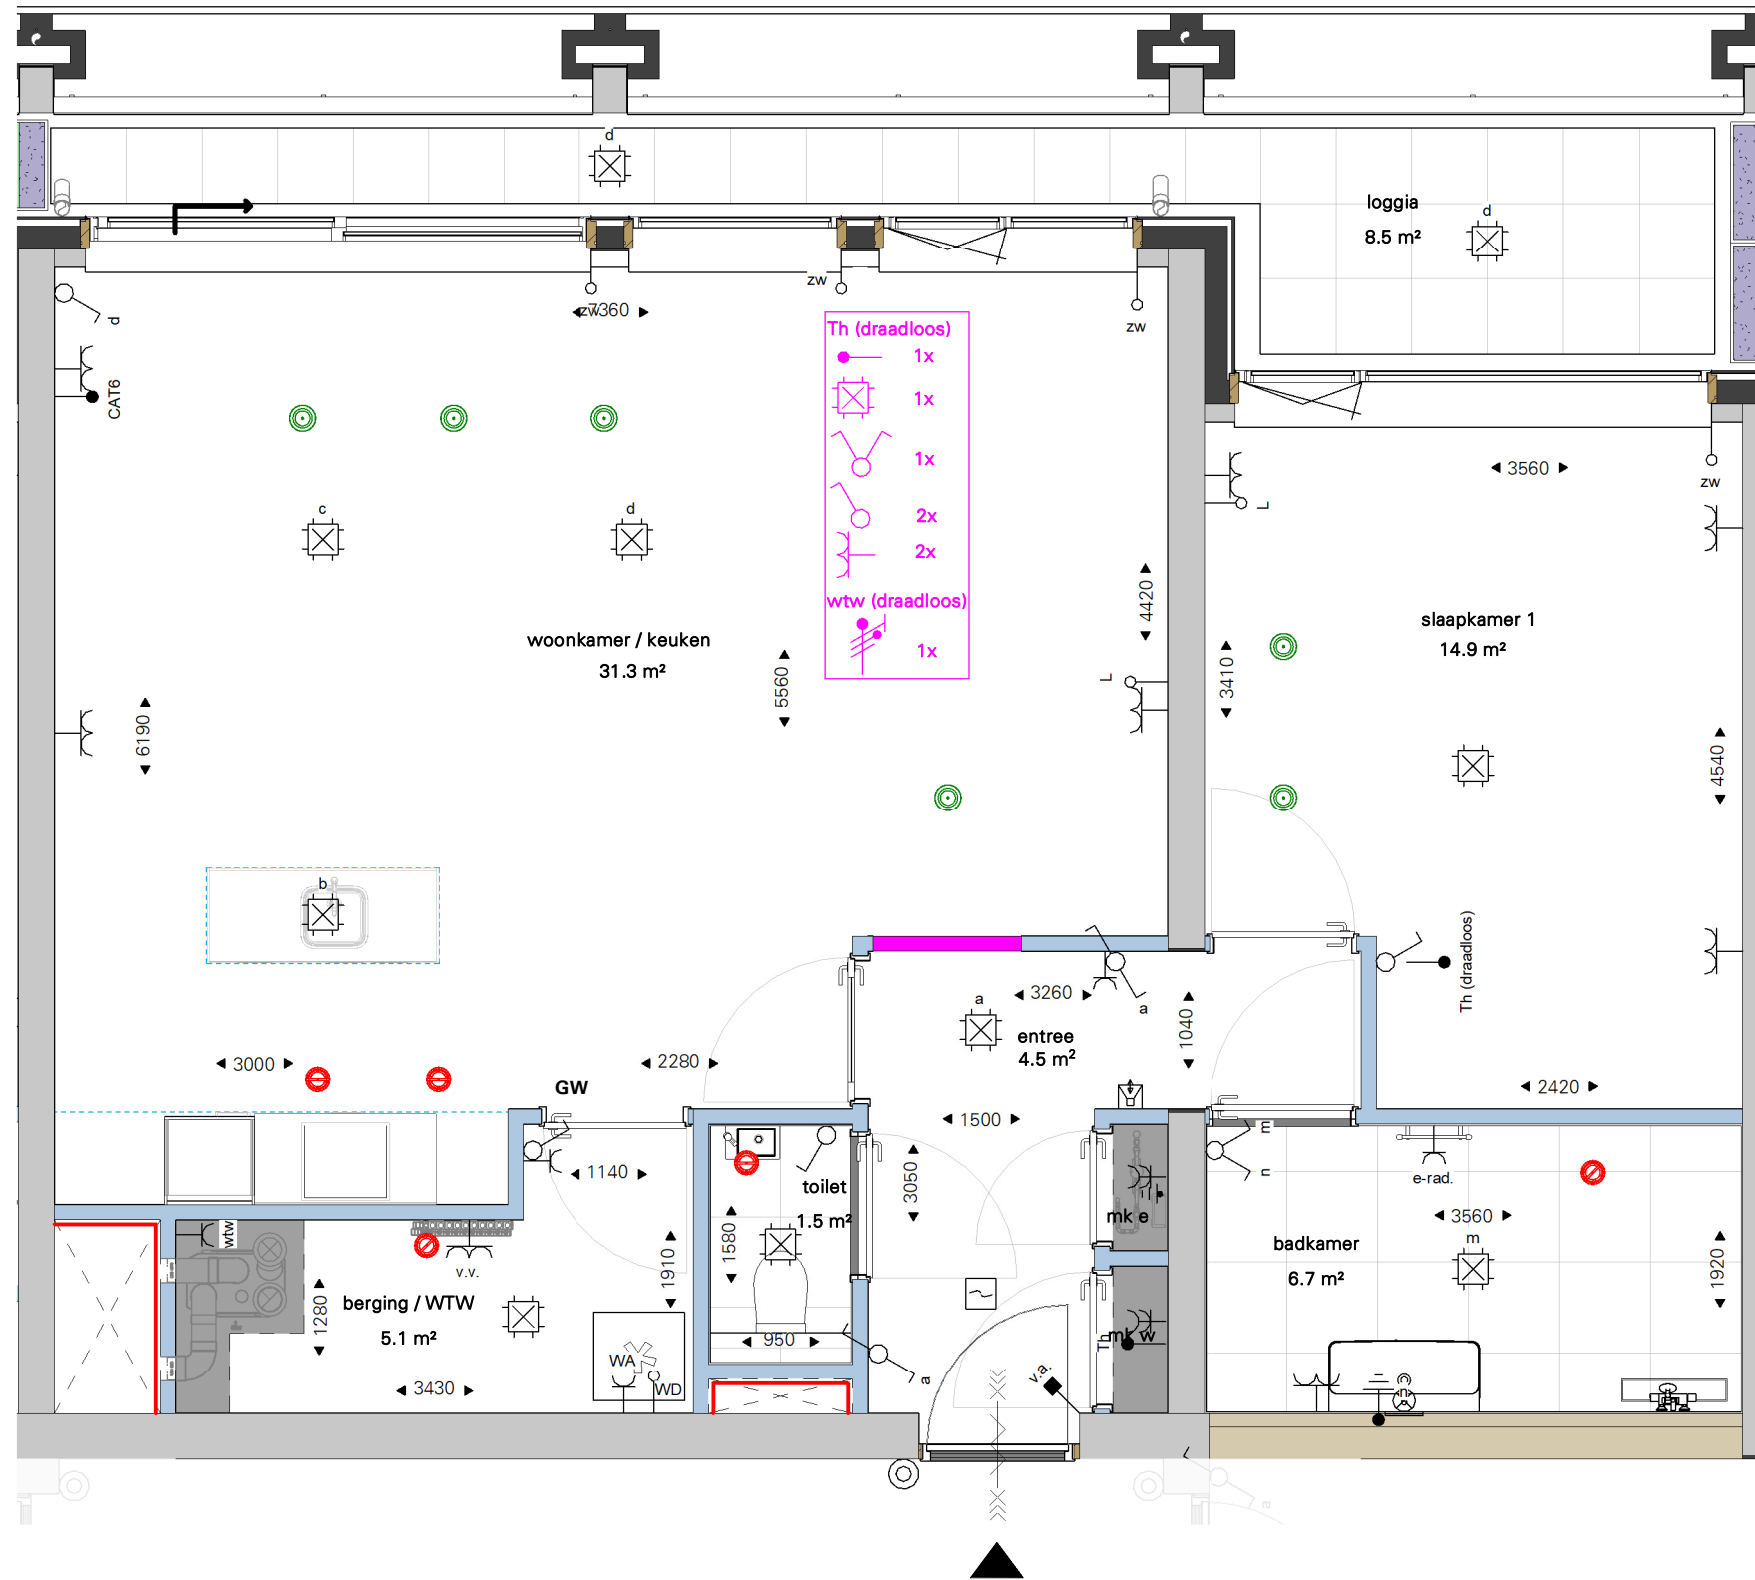 d
loggia
8.5 m²
d
zw
zw
7360
zw
d
CAT6
Th (draadloos)
1x
1x
1x
2x
2x
wtw (draadloos)
1x
3560
zw
L
c
d
woonkamer / keuken
31.3 m²
4420
5560
6190
L
3410
slaapkamer 1
14.9 m²
4540
b
Th (draadloos)
a
3260
a
entree
4.5 m²
1040
3000
2280
GW
2420
1500
1140
toilet
1.5 m²
3050
1580
mk e
m
n
e-rad.
3560
m
badkamer
6.7 m²
1920
wtw
v.v.
1910
berging / WTW
5.1 m²
1280
950
Th
mk w
WA
WD
3430
a
v.a.
n
a